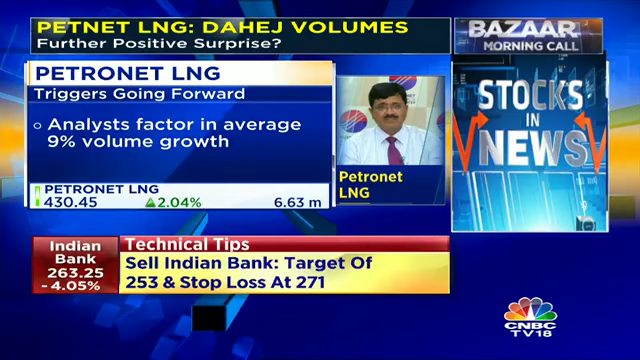 PETNET LNG: DAHEJ VOLUMES
Further Positive Surprise?
BAZAAR
MORNING CALL
PETRONET LNG
Triggers Going Forward
Analysts factor in average
9% volume growth
PETRONET LNG
430.45 2.04% 6.63 m
Petronet
LNG
STOCKS
IN
NEWS
Indian
Bank
263.25
-4.05%
Technical Tips
Sell Indian Bank: Target Of
253 & Stop Loss At 271
CNBC
TV18